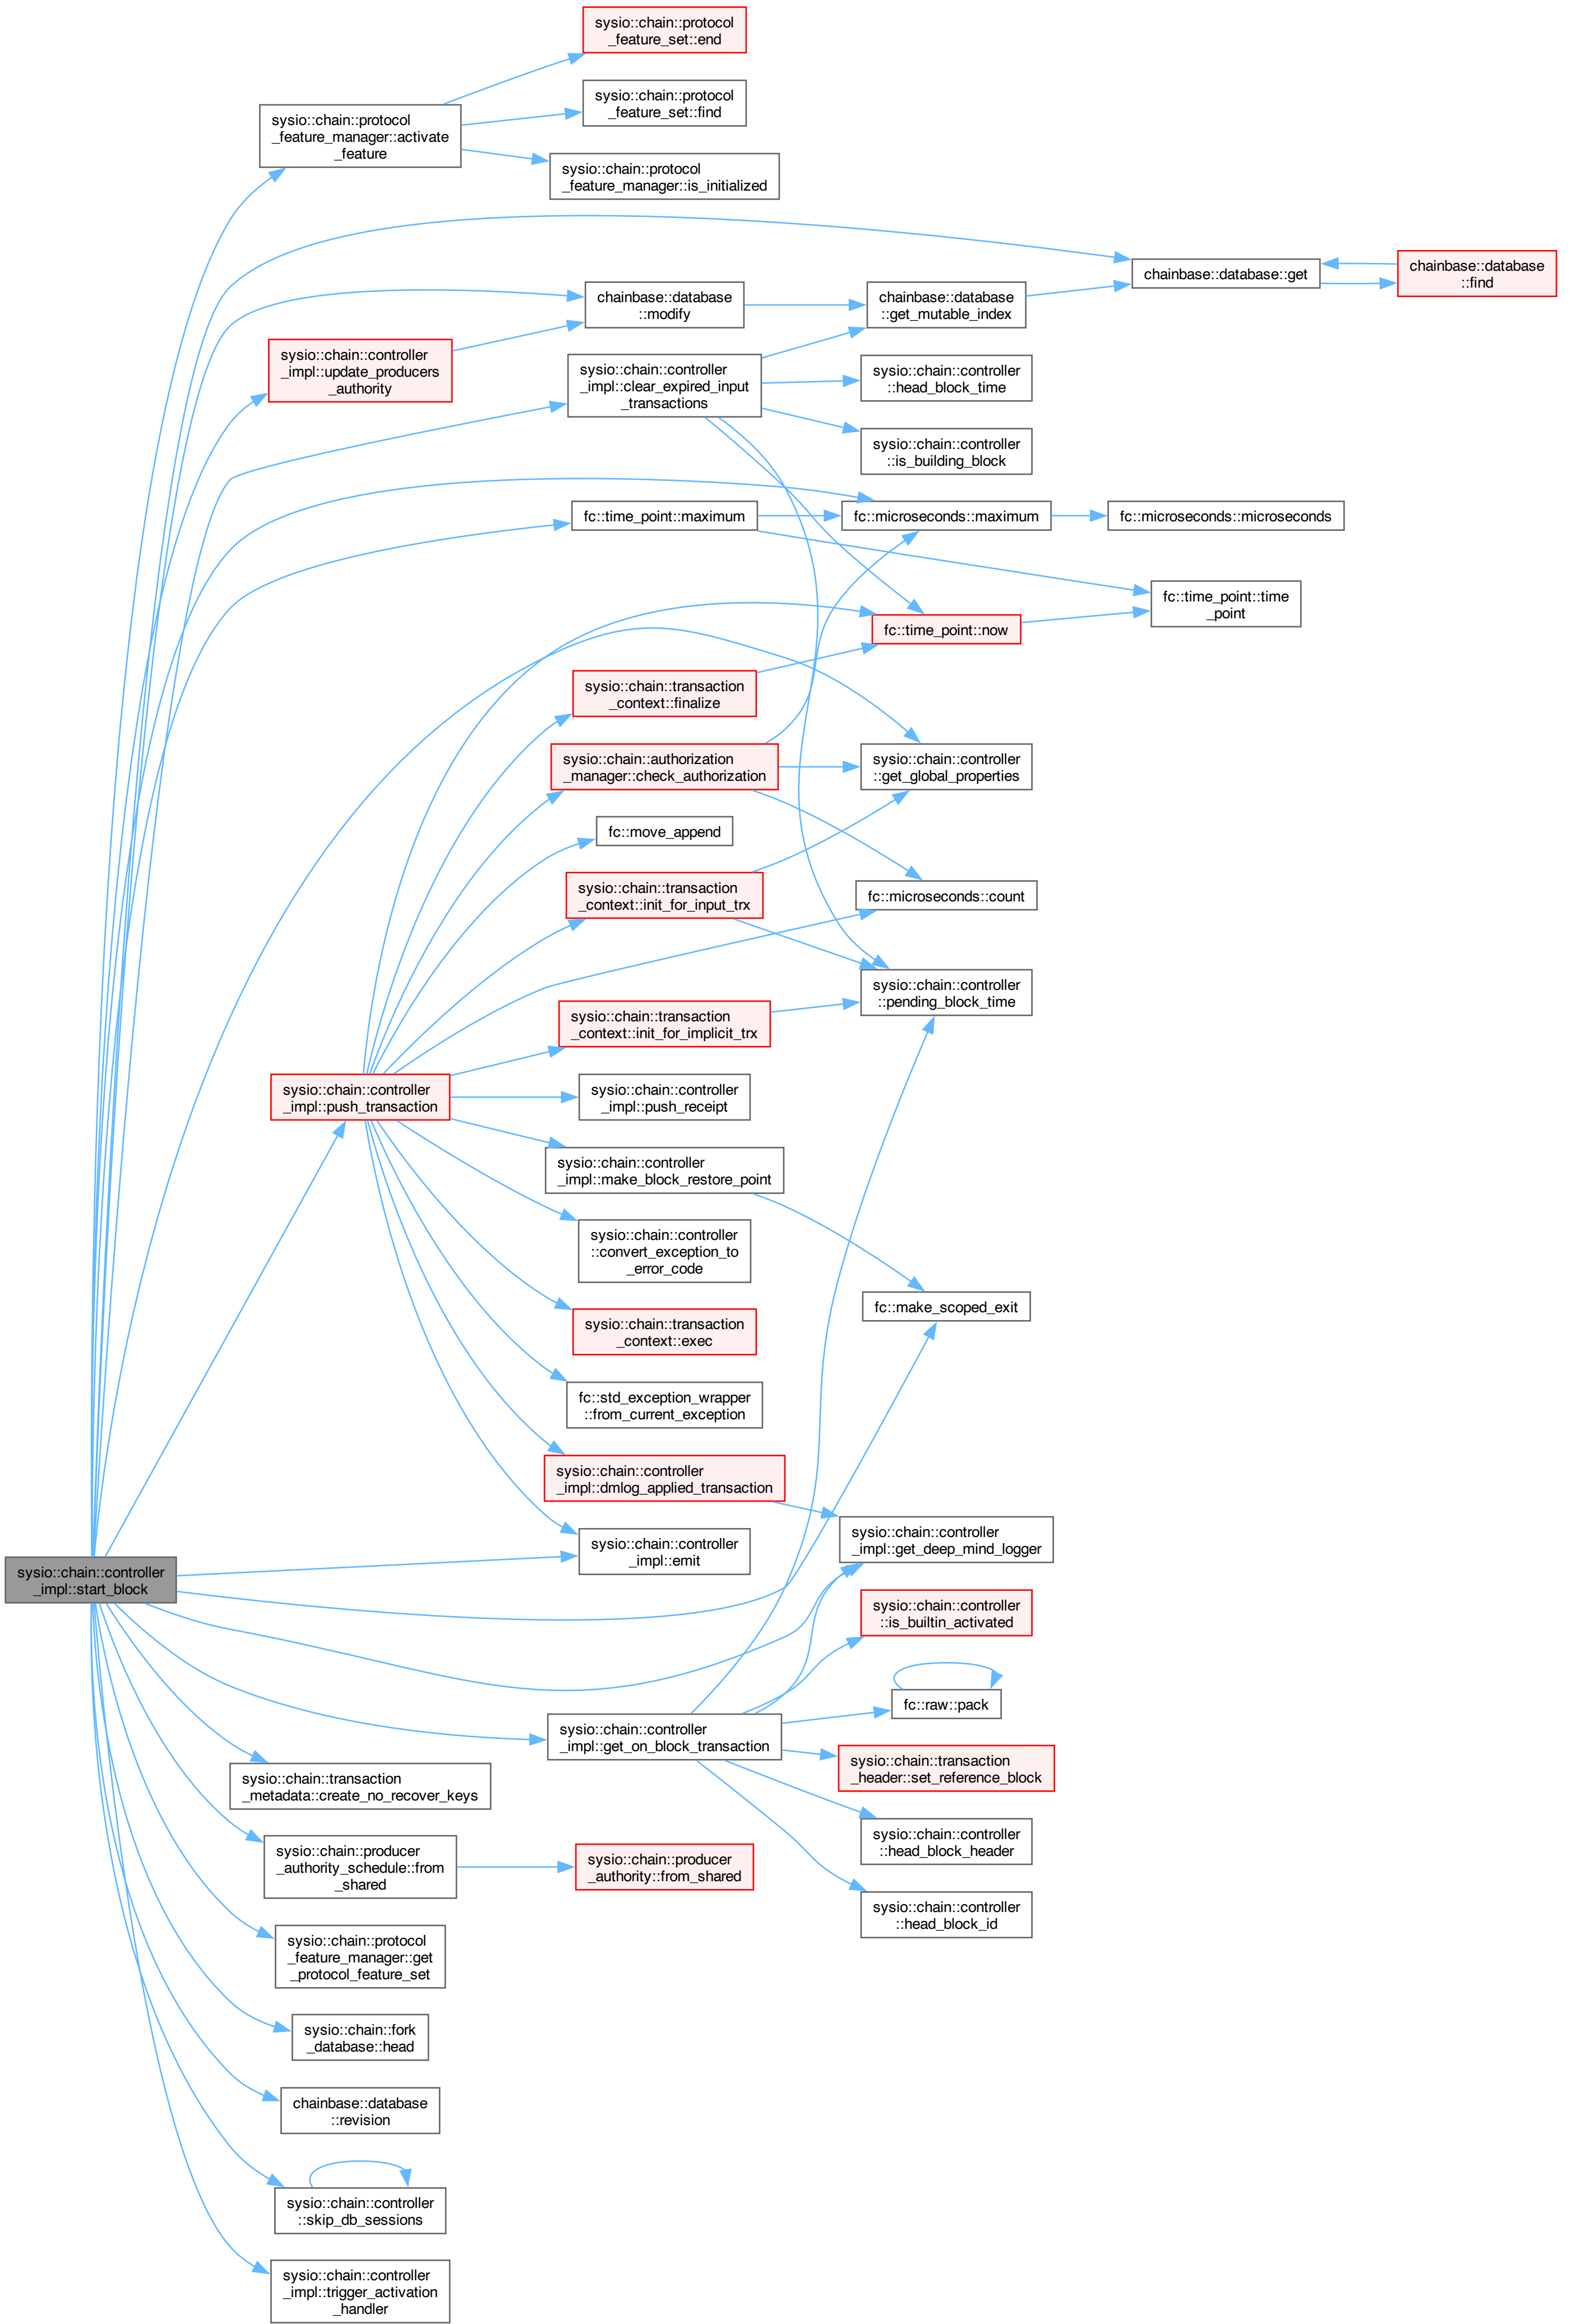 sysio::chain::protocol
_feature_set::end
sysio::chain::protocol
_feature_set::find
sysio::chain::protocol
_feature_manager::activate
_feature
sysio::chain::protocol
_feature_manager::is_initialized
chainbase::database::get
chainbase::database
::find
chainbase::database
::modify
chainbase::database
::get_mutable_index
sysio::chain::controller
_impl::update_producers
_authority
sysio::chain::controller
_impl::clear_expired_input
_transactions
sysio::chain::controller
::head_block_time
sysio::chain::controller
::is_building_block
fc::time_point::maximum
fc::microseconds::maximum
fc::microseconds::microseconds
fc::time_point::time
_point
fc::time_point::now
sysio::chain::transaction
_context::finalize
sysio::chain::authorization
_manager::check_authorization
sysio::chain::controller
::get_global_properties
fc::move_append
sysio::chain::transaction
_context::init_for_input_trx
fc::microseconds::count
sysio::chain::controller
::pending_block_time
sysio::chain::transaction
_context::init_for_implicit_trx
sysio::chain::controller
_impl::push_transaction
sysio::chain::controller
_impl::push_receipt
sysio::chain::controller
_impl::make_block_restore_point
sysio::chain::controller
::convert_exception_to
_error_code
fc::make_scoped_exit
sysio::chain::transaction
_context::exec
fc::std_exception_wrapper
::from_current_exception
sysio::chain::controller
_impl::dmlog_applied_transaction
sysio::chain::controller
_impl::emit
sysio::chain::controller
_impl::get_deep_mind_logger
sysio::chain::controller
_impl::start_block
sysio::chain::controller
::is_builtin_activated
fc::raw::pack
sysio::chain::controller
_impl::get_on_block_transaction
sysio::chain::transaction
_header::set_reference_block
sysio::chain::transaction
_metadata::create_no_recover_keys
sysio::chain::controller
::head_block_header
sysio::chain::producer
_authority_schedule::from
_shared
sysio::chain::producer
_authority::from_shared
sysio::chain::controller
::head_block_id
sysio::chain::protocol
_feature_manager::get
_protocol_feature_set
sysio::chain::fork
_database::head
chainbase::database
::revision
sysio::chain::controller
::skip_db_sessions
sysio::chain::controller
_impl::trigger_activation
_handler